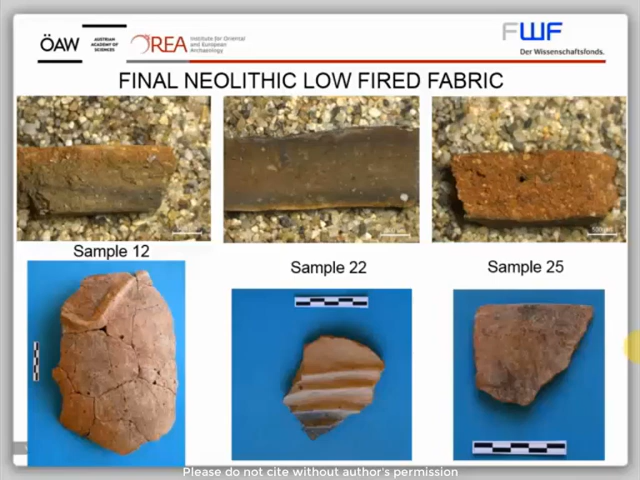 ÖAW
AUSTRIAN
ACADEMY OF
SCIENCES
OREA
Institute for Oriental
and European
Archaeology
FWF
Der Wissenschaftsfonds.
FINAL NEOLITHIC LOW FIRED FABRIC
Sample 12
Sample 22
Sample 25
Please do not cite without author's permission